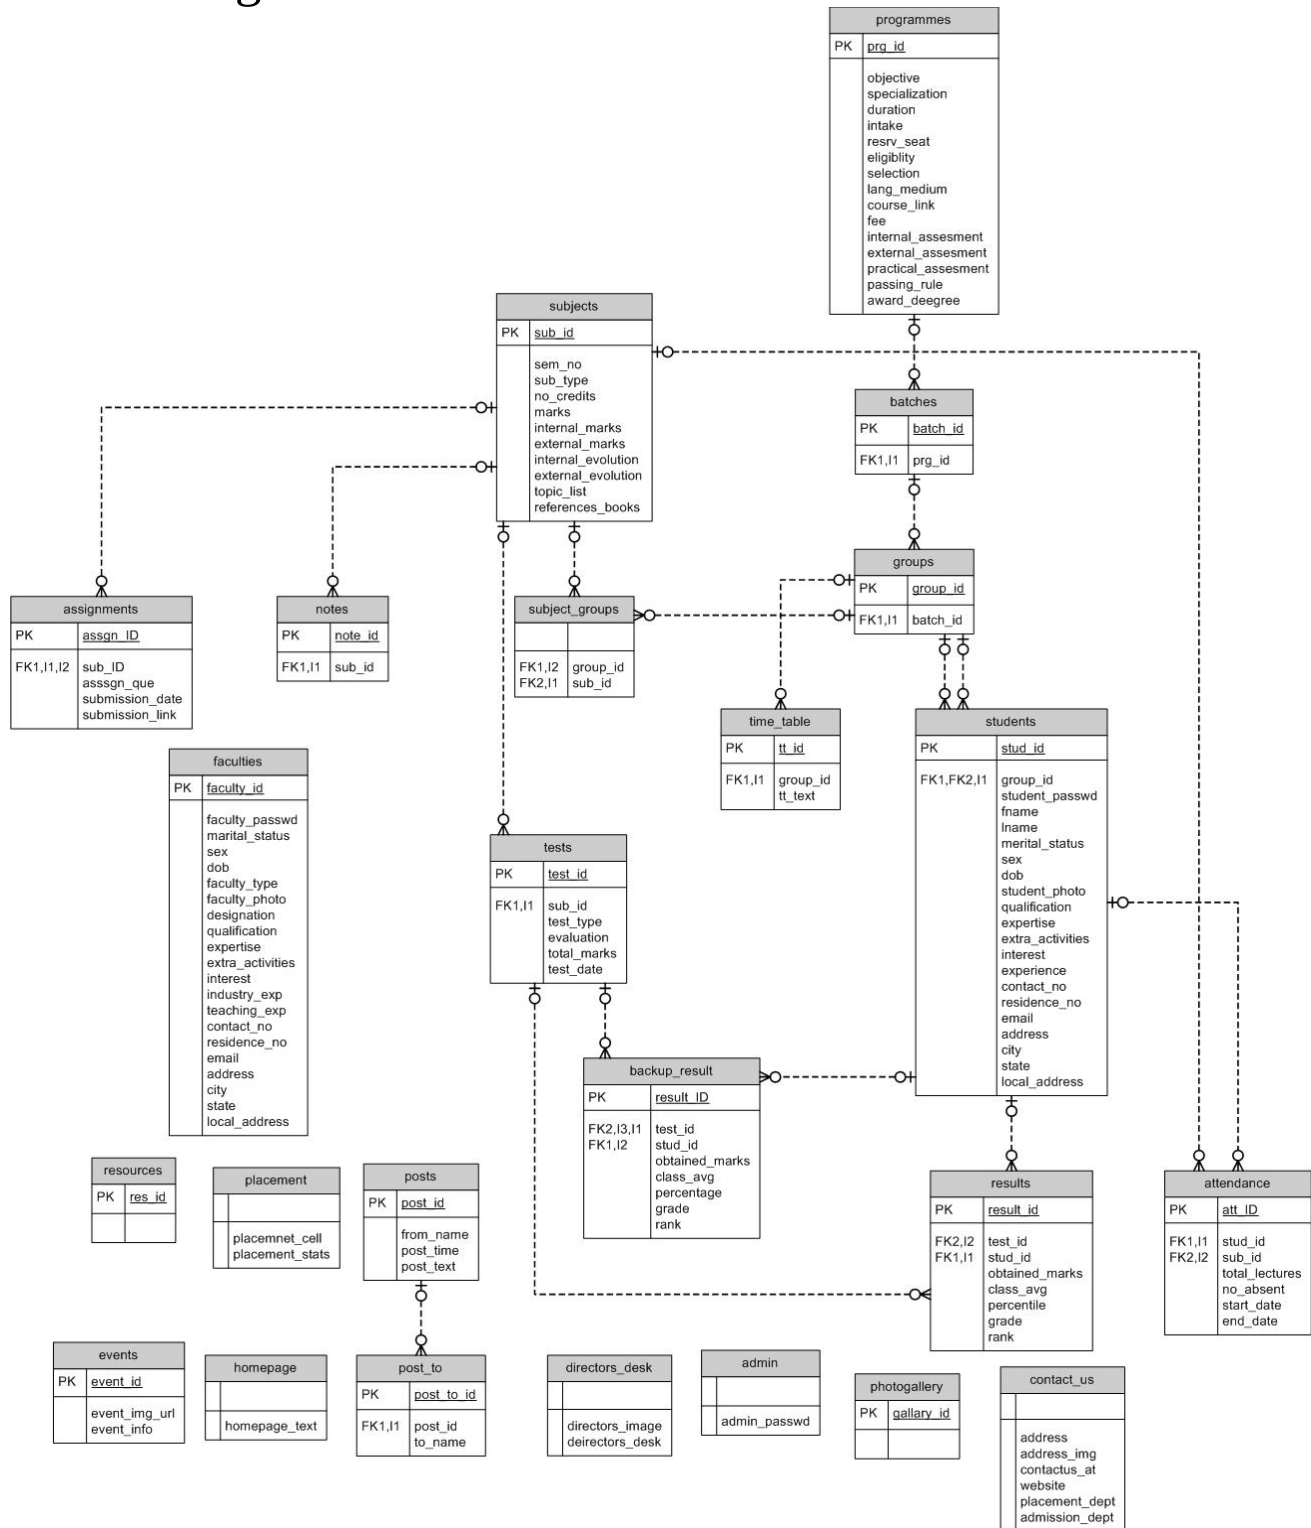 programmes
PK prg_id
objective
specialization
duration
intake
resrv_seat
eligiblity
selection
lang_medium
course_link
fee
internal_assesment
external_assesment
practical_assesment
passing_rule
award_deegree
subjects
PK sub_id
sem_no
sub_type
no_credits
marks
internal_marks
external_marks
internal_evolution
external_evolution
topic_list
references_books
batches
PK batch_id
FK1,I1 prg_id
groups
PK group_id
FK1,I1 batch_id
assignments
PK assgn_ID
FK1,I1,I2 sub_ID
asssgn_que
submission_date
submission_link
notes
PK note_id
FK1,I1 sub_id
subject_groups
FK1,I2 group_id
FK2,I1 sub_id
time_table
PK tt_id
FK1,I1 group_id
tt_text
students
PK stud_id
FK1,FK2,I1 group_id
student_passwd
fname
lname
merital_status
sex
dob
student_photo
qualification
expertise
extra_activities
interest
experience
contact_no
residence_no
email
address
city
state
local_address
faculties
PK faculty_id
faculty_passwd
marital_status
sex
dob
faculty_type
faculty_photo
designation
qualification
expertise
extra_activities
interest
industry_exp
teaching_exp
contact_no
residence_no
email
address
city
state
local_address
tests
PK test_id
FK1,I1 sub_id
test_type
evaluation
total_marks
test_date
backup_result
PK result_ID
FK2,I3,I1 test_id
FK1,I2 stud_id
obtained_marks
class_avg
percentage
grade
rank
resources
PK res_id
placement
placemnet_cell
placement_stats
posts
PK post_id
from_name
post_time
post_text
results
PK result_id
FK2,I2 test_id
FK1,I1 stud_id
obtained_marks
class_avg
percentile
grade
rank
attendance
PK att_ID
FK1,I1 stud_id
FK2,I2 sub_id
total_lectures
no_absent
start_date
end_date
events
PK event_id
event_img_url
event_info
homepage
homepage_text
post_to
PK post_to_id
FK1,I1 post_id
to_name
directors_desk
directors_image
deirectors_desk
admin
admin_passwd
photogallery
PK gallary_id
contact_us
address
address_img
contactus_at
website
placement_dept
admission_dept